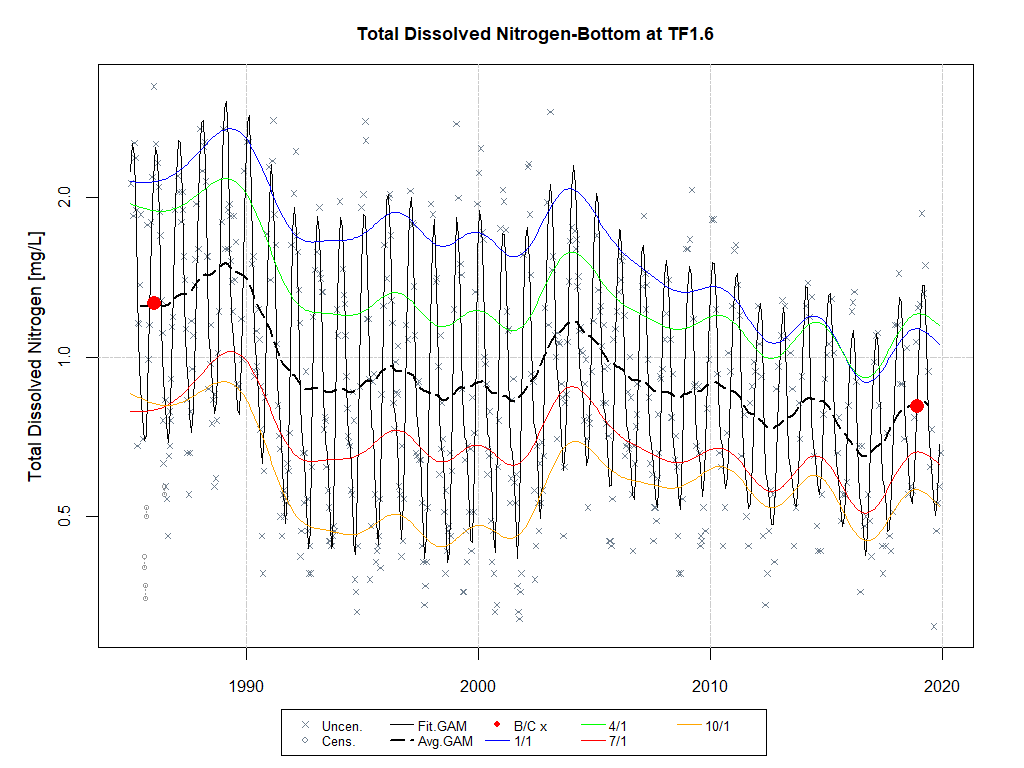 Total Dissolved Nitrogen-Bottom at TF1.6
Total Dissolved Nitrogen [mg/L]
2.0
1.0
0.5
1990 2000 2010 2020
Uncen. Fit.GAM B/C x 4/1 10/1
Cens. Avg.GAM 1/1 7/1